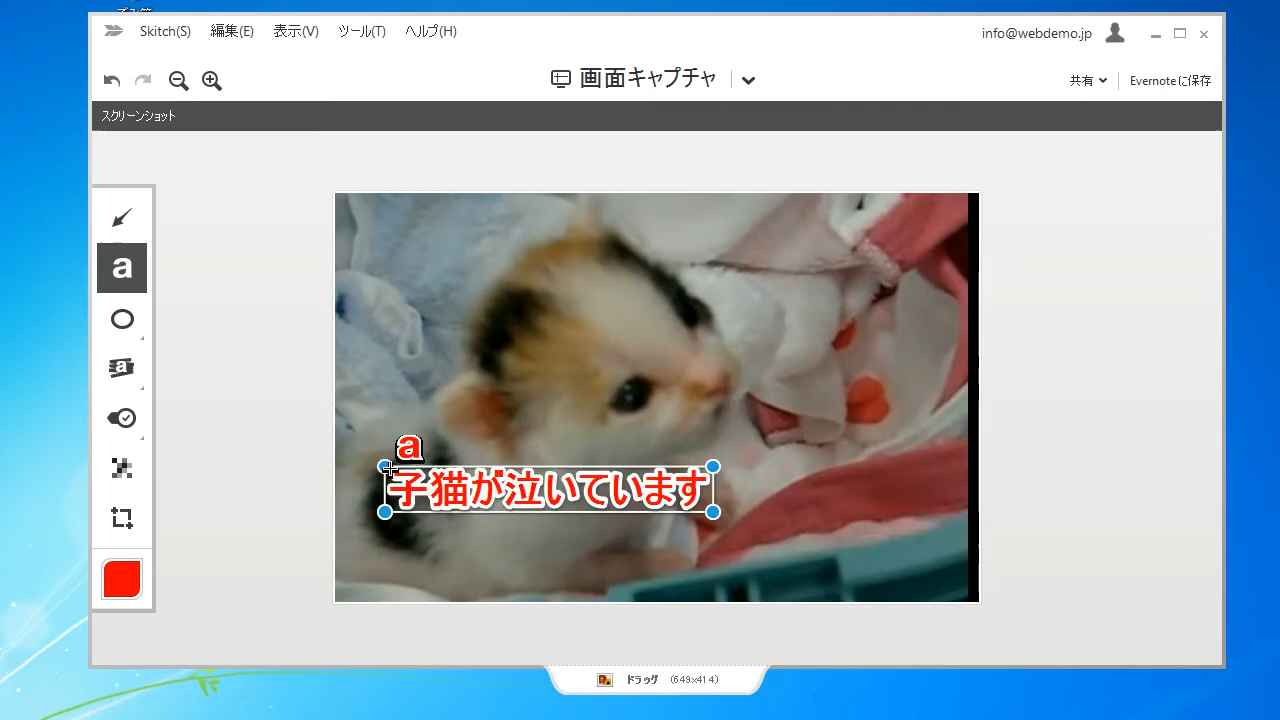 Skitch(S) 編集(E) 表示(V) ツール(T) ヘルプ(H)
info@webdemo.jp
画面キャプチャ
共有
Evernoteに保存
スクリーンショット
a
a
a
子猫が泣いています
ドラッグ (649x414)